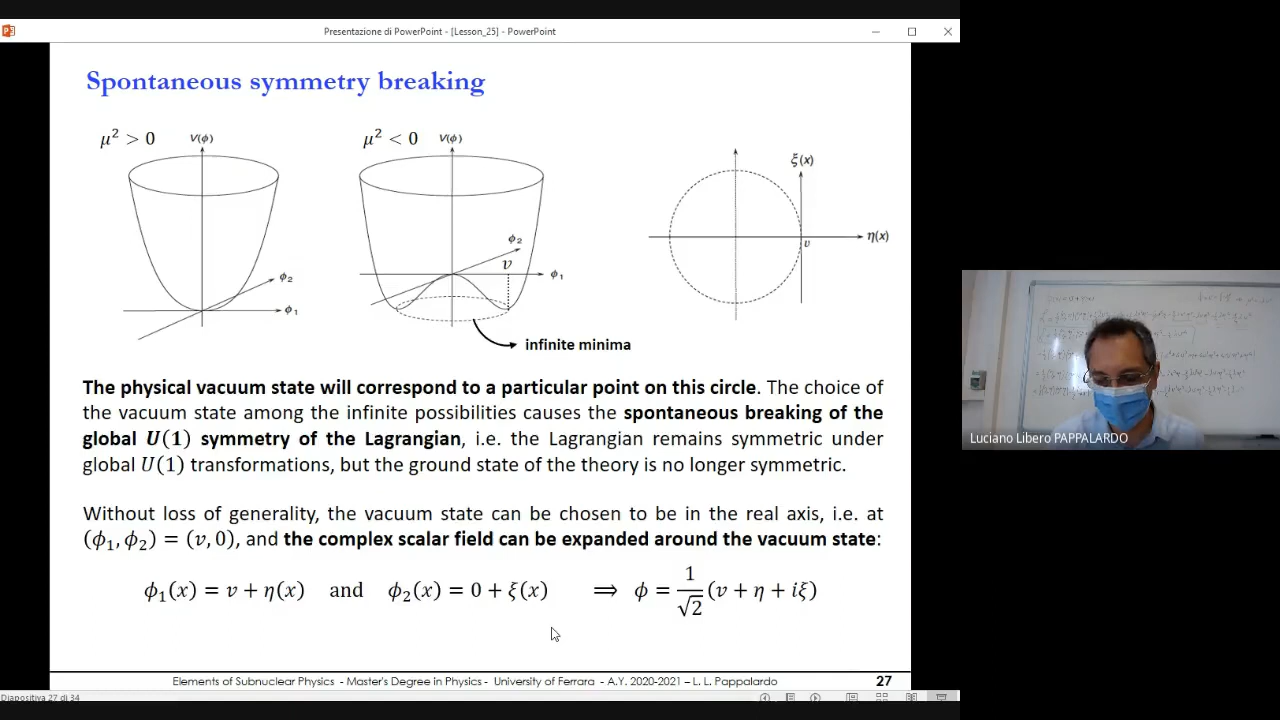 Presentazione di PowerPoint - [Lesson_25] - PowerPoint
Spontaneous symmetry breaking
μ² > 0
V(ϕ)
ϕ₂
ϕ₁
μ² < 0
V(ϕ)
ϕ₂
v
ϕ₁
infinite minima
ξ(x)
η(x)
v
The physical vacuum state will correspond to a particular point on this circle. The choice of
the vacuum state among the infinite possibilities causes the spontaneous breaking of the
global U(1) symmetry of the Lagrangian, i.e. the Lagrangian remains symmetric under
global U(1) transformations, but the ground state of the theory is no longer symmetric.
Without loss of generality, the vacuum state can be chosen to be in the real axis, i.e. at
(ϕ₁, ϕ₂) = (v, 0), and the complex scalar field can be expanded around the vacuum state:
ϕ₁(x) = v + η(x) and ϕ₂(x) = 0 + ξ(x) ⟹ ϕ = 1/√2 (v + η + iξ)
Elements of Subnuclear Physics - Master's Degree in Physics - University of Ferrara - A.Y. 2020-2021 – L. L. Pappalardo 27
Diapositiva 27 di 34
Luciano Libero PAPPALARDO